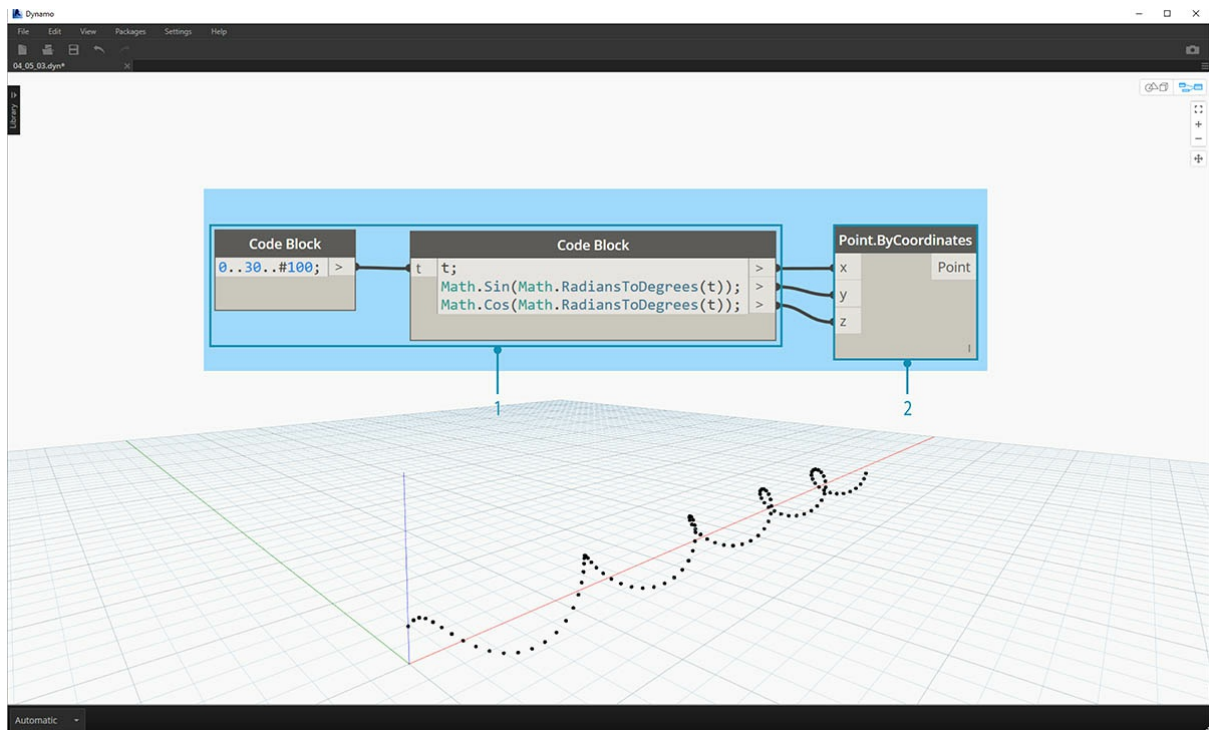 Dynamo
File Edit View Packages Settings Help
04_05_03.dyn*
Library
Code Block
0..30..#100; >
Code Block
t t; >
Math.Sin(Math.RadiansToDegrees(t)); >
Math.Cos(Math.RadiansToDegrees(t)); >
Point.ByCoordinates
x Point
y
z
1
2
Automatic